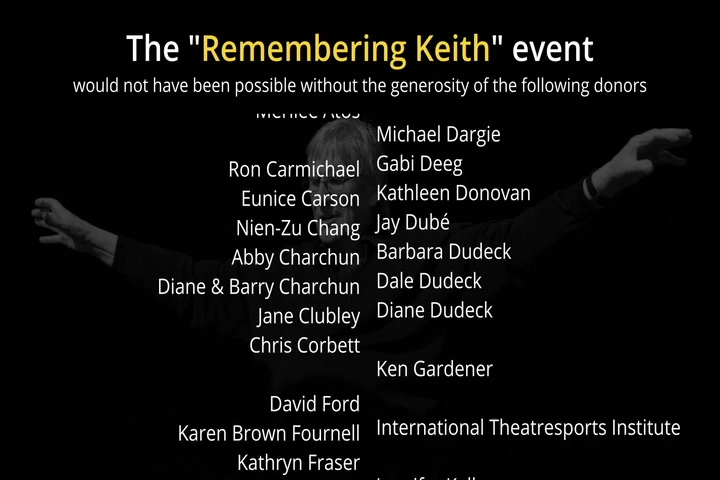 The "Remembering Keith" event
would not have been possible without the generosity of the following donors
Ron Carmichael
Eunice Carson
Nien-Zu Chang
Abby Charchun
Diane & Barry Charchun
Jane Clubley
Chris Corbett
David Ford
Karen Brown Fournell
Kathryn Fraser
Michael Dargie
Gabi Deeg
Kathleen Donovan
Jay Dubé
Barbara Dudeck
Dale Dudeck
Diane Dudeck
Ken Gardener
International Theatresports Institute